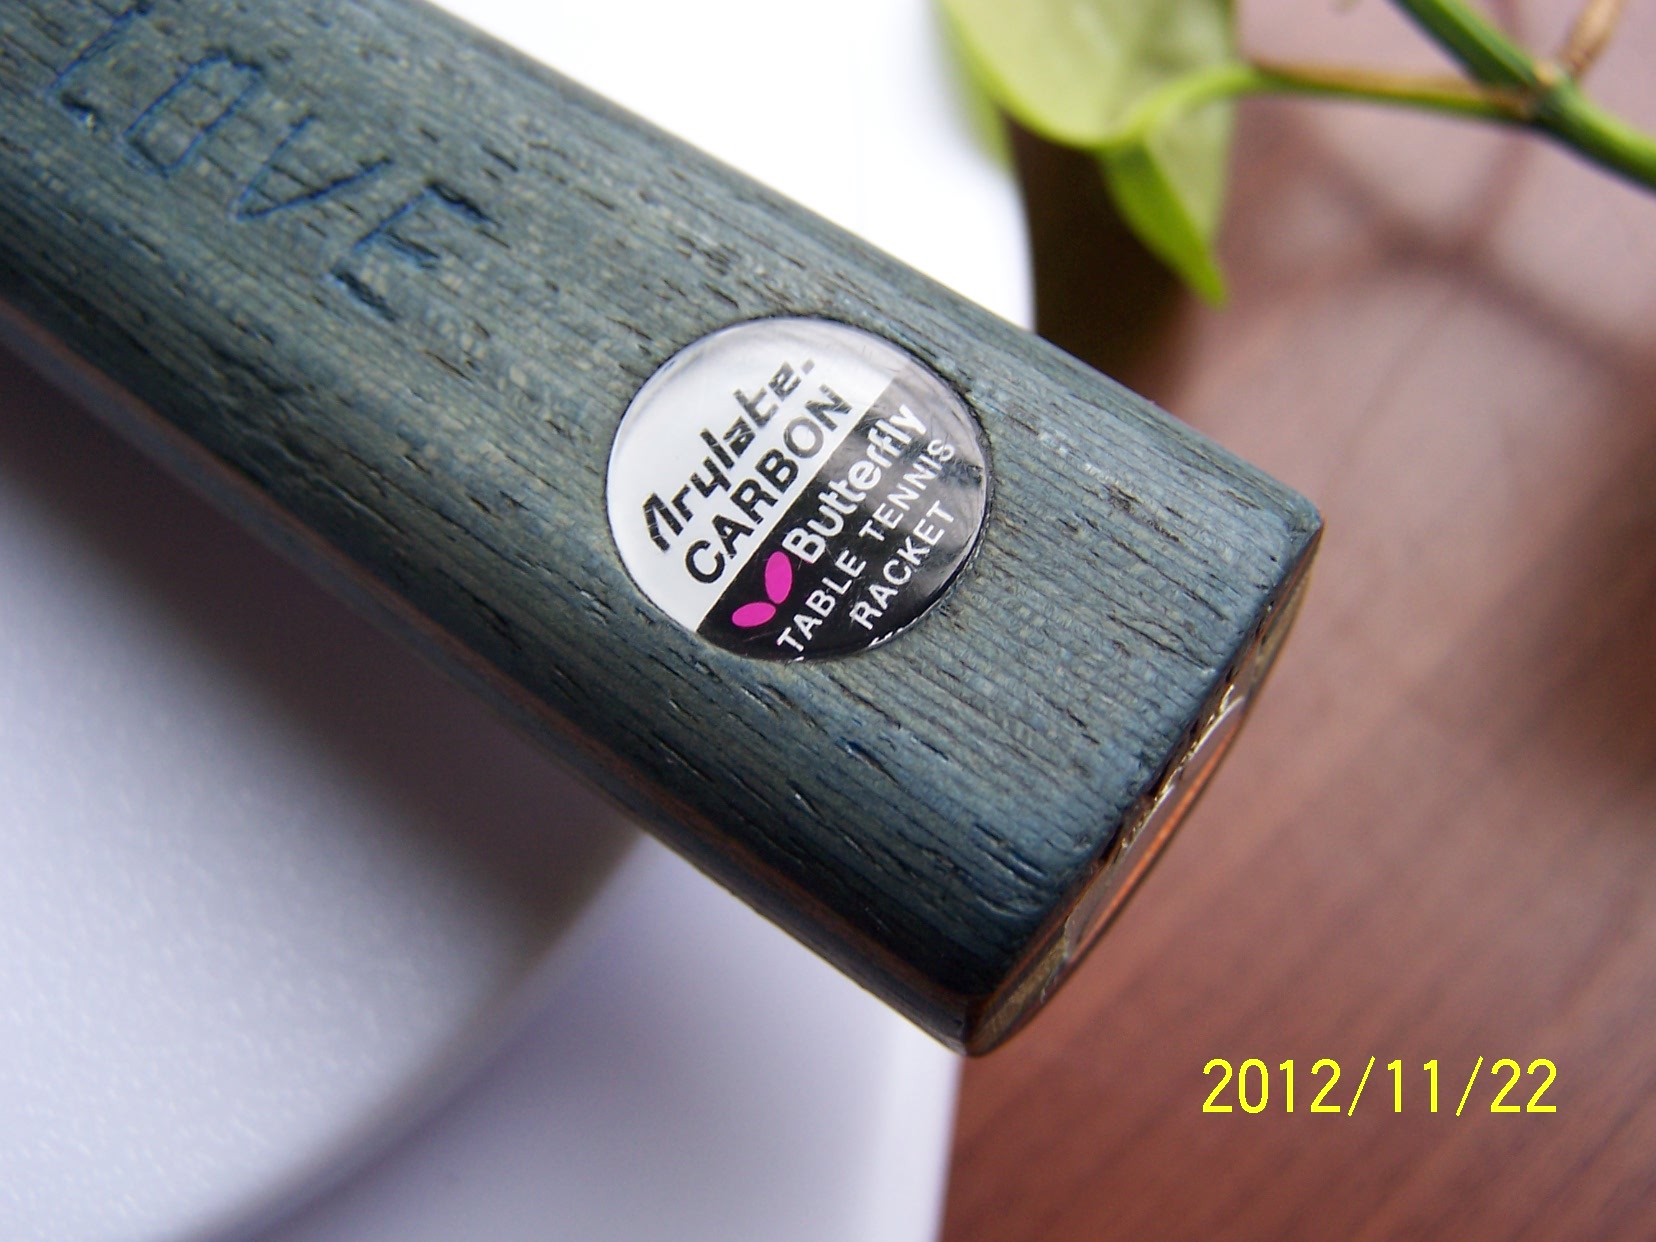 LOVE
Arylate.
CARBON
Butterfly
TABLE TENNIS
RACKET
2012/11/22